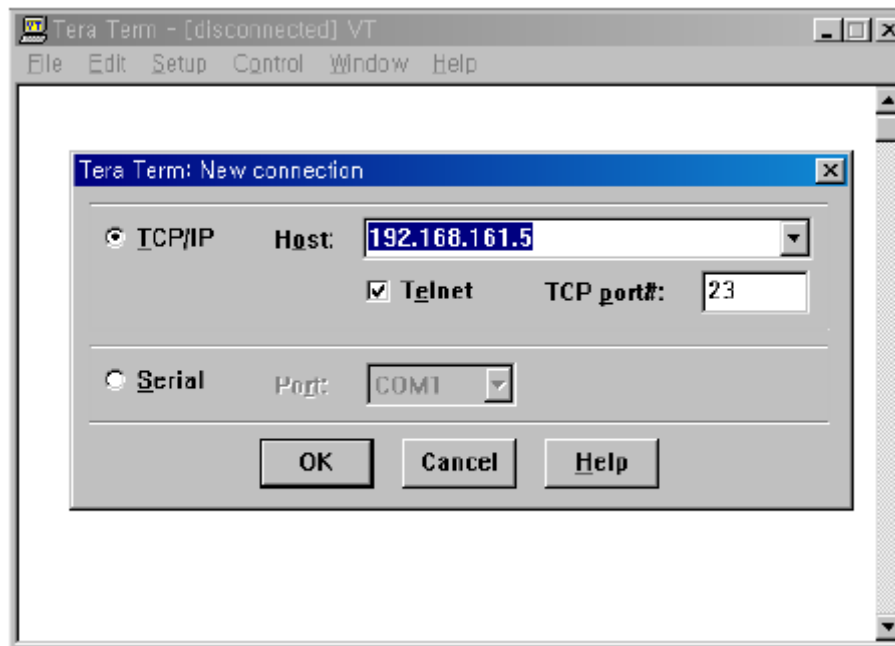 Tera Term - [disconnected] VT
File Edit Setup Control Window Help
Tera Term: New connection
TCP/IP Host: 192.168.161.5
Telnet TCP port#: 23
Serial Port: COM1
OK Cancel Help